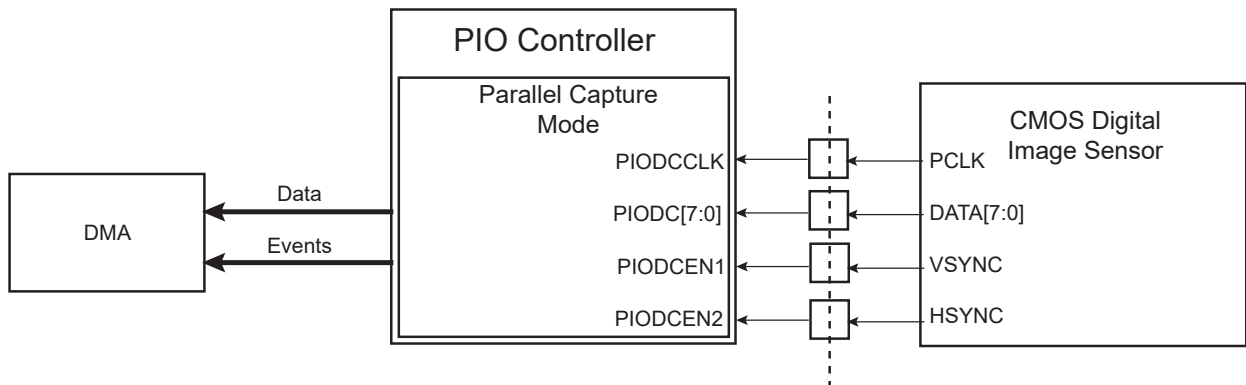 PIO Controller
Parallel Capture
Mode
CMOS Digital
Image Sensor
PIODCCLK
PCLK
Data
DMA
PIODC[7:0]
DATA[7:0]
Events
PIODCEN1
VSYNC
PIODCEN2
HSYNC